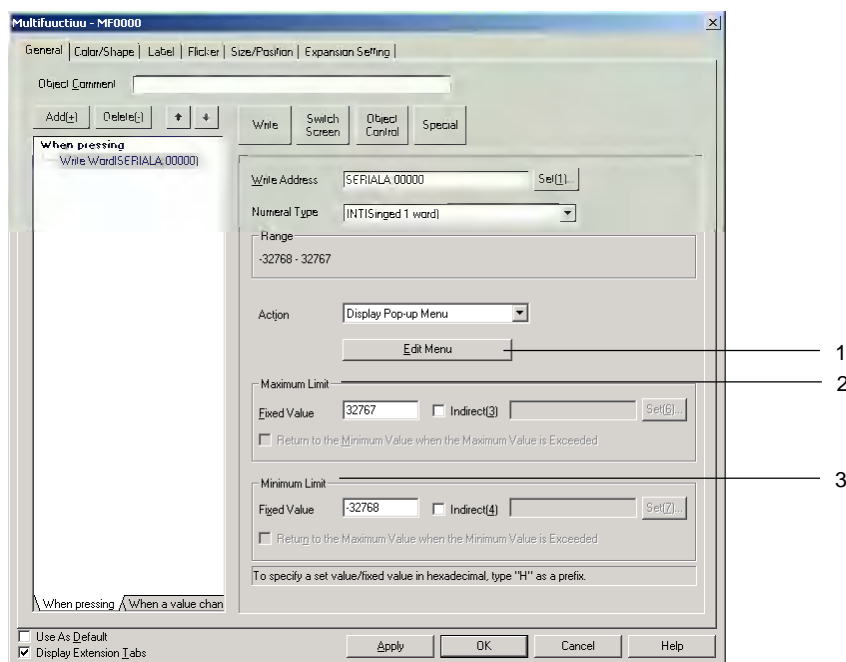 Multifuuctiuu - MF0000
General Calar/Shape Label Flicker Size/Position Expansion Setting
Object Comment
Add(+) Delete(-)
Write Switch Screen Object Control Special
When pressing
Write Word(SERIALA:00000)
Write Address SERIALA:00000 Set(1)...
Numeral Type INT(Singed 1 ward)
Range
-32768 - 32767
Action Display Pop-up Menu
Edit Menu 1
Maximum Limit 2
Fixed Value 32767 Indirect(3) Set(6)...
Return to the Minimum Value when the Maximum Value is Exceeded
Minimum Limit 3
Fixed Value -32768 Indirect(4) Set(7)...
Return to the Maximum Value when the Minimum Value is Exceeded
To specify a set value/fixed value in hexadecimal, type "H" as a prefix.
When pressing When a value chan
Use As Default
Display Extension Tabs
Apply OK Cancel Help